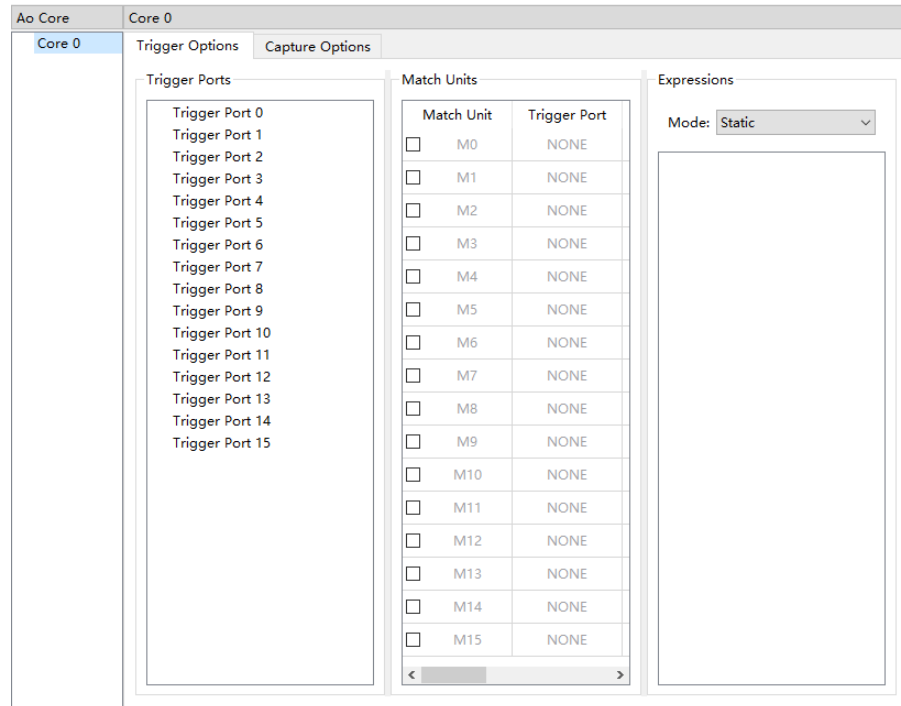 Ao Core
Core 0
Core 0
Trigger Options
Capture Options
Trigger Ports
Trigger Port 0
Trigger Port 1
Trigger Port 2
Trigger Port 3
Trigger Port 4
Trigger Port 5
Trigger Port 6
Trigger Port 7
Trigger Port 8
Trigger Port 9
Trigger Port 10
Trigger Port 11
Trigger Port 12
Trigger Port 13
Trigger Port 14
Trigger Port 15
Match Units
Match Unit Trigger Port
M0 NONE
M1 NONE
M2 NONE
M3 NONE
M4 NONE
M5 NONE
M6 NONE
M7 NONE
M8 NONE
M9 NONE
M10 NONE
M11 NONE
M12 NONE
M13 NONE
M14 NONE
M15 NONE
Expressions
Mode: Static